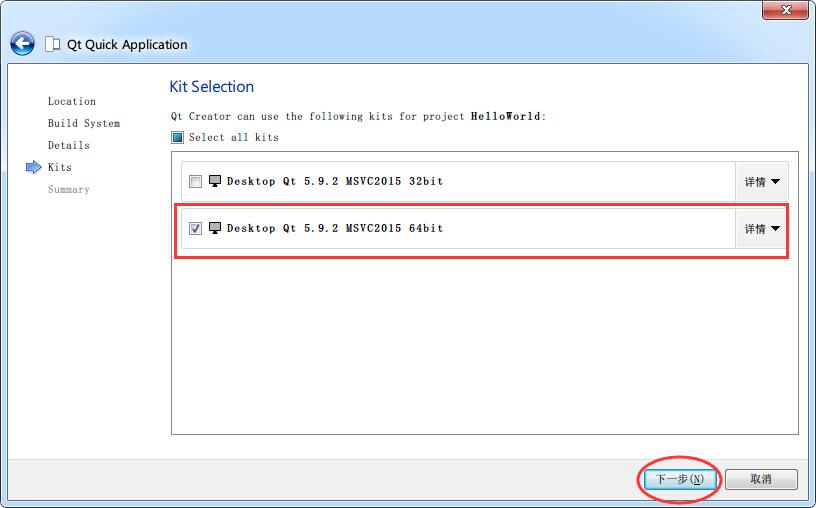 Qt Quick Application
Kit Selection
Location
Build System
Details
Kits
Summary
Qt Creator can use the following kits for project HelloWorld:
Select all kits
Desktop Qt 5.9.2 MSVC2015 32bit
详情
Desktop Qt 5.9.2 MSVC2015 64bit
详情
下一步(N)
取消